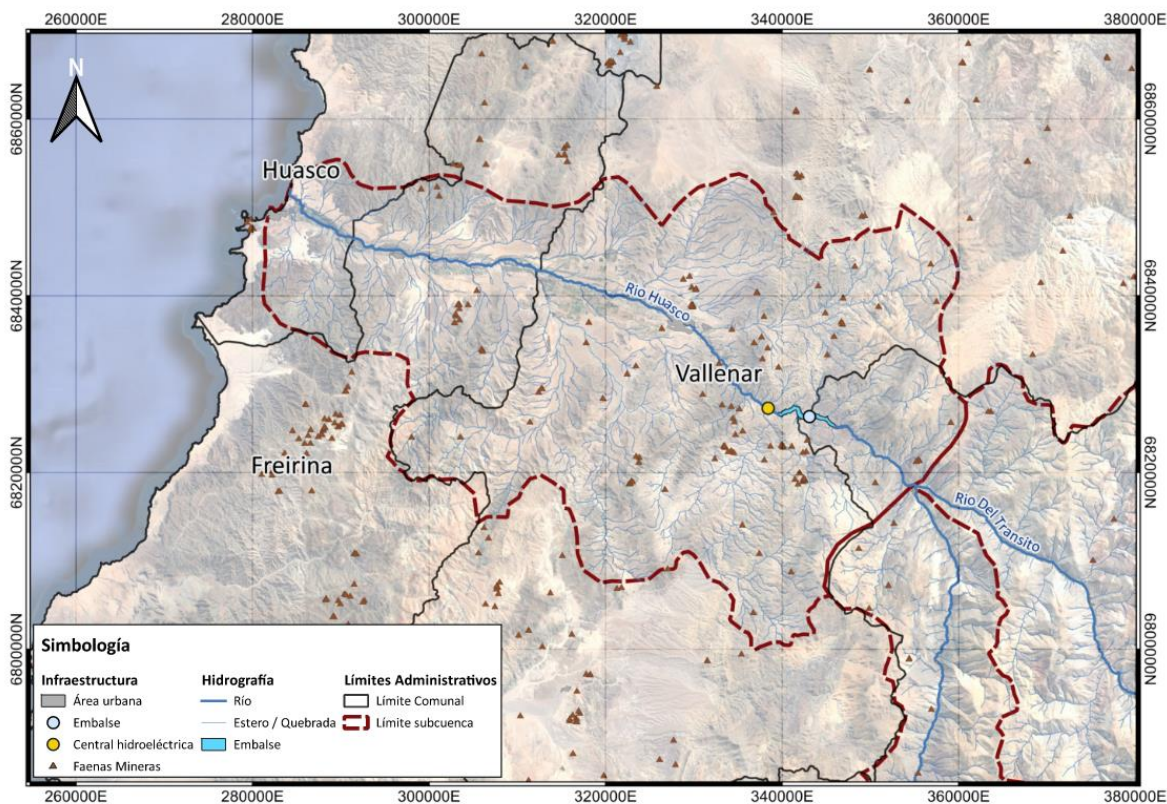 260000E 280000E 300000E 320000E 340000E 360000E 380000E
N
6860000N 6860000N
Huasco
6840000N 6840000N
Rio Huasco
Vallenar
Freirina
6820000N 6820000N
Rio Del Transito
6800000N 6800000N
Simbología
Infraestructura
Área urbana
Embalse
Central hidroeléctrica
Faenas Mineras
Hidrografía
Río
Estero / Quebrada
Embalse
Límites Administrativos
Límite Comunal
Límite subcuenca
260000E 280000E 300000E 320000E 340000E 360000E 380000E